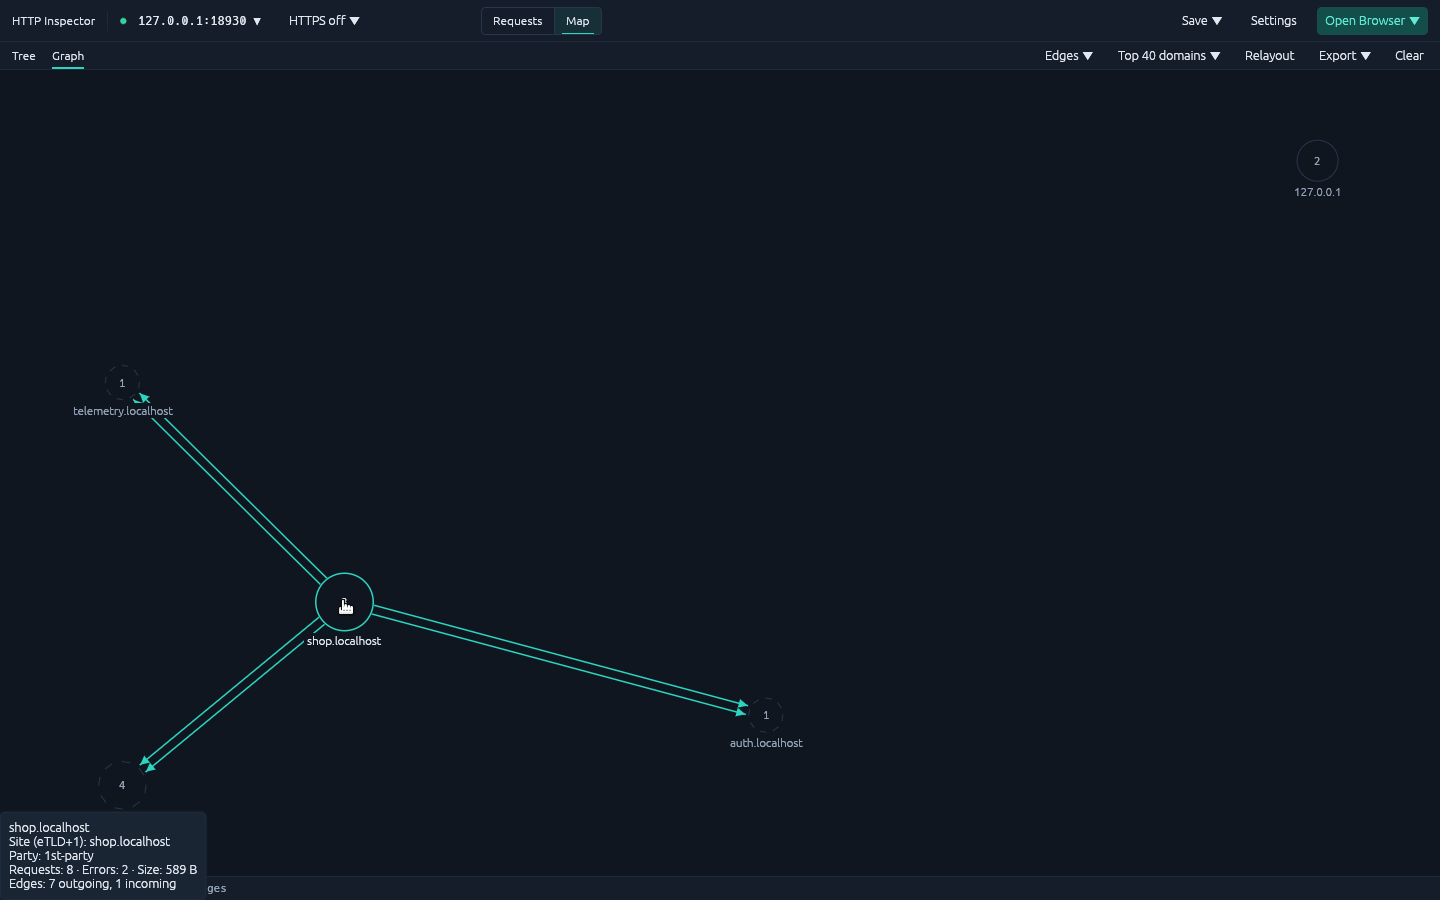 HTTP Inspector
127.0.0.1:18930 ▼
HTTPS off ▼
Requests
Map
Save ▼
Settings
Open Browser ▼
Tree
Graph
Edges ▼
Top 40 domains ▼
Relayout
Export ▼
Clear
2
127.0.0.1
1
telemetry.localhost
shop.localhost
1
auth.localhost
4
shop.localhost
Site (eTLD+1): shop.localhost
Party: 1st-party
Requests: 8 · Errors: 2 · Size: 589 B
Edges: 7 outgoing, 1 incoming